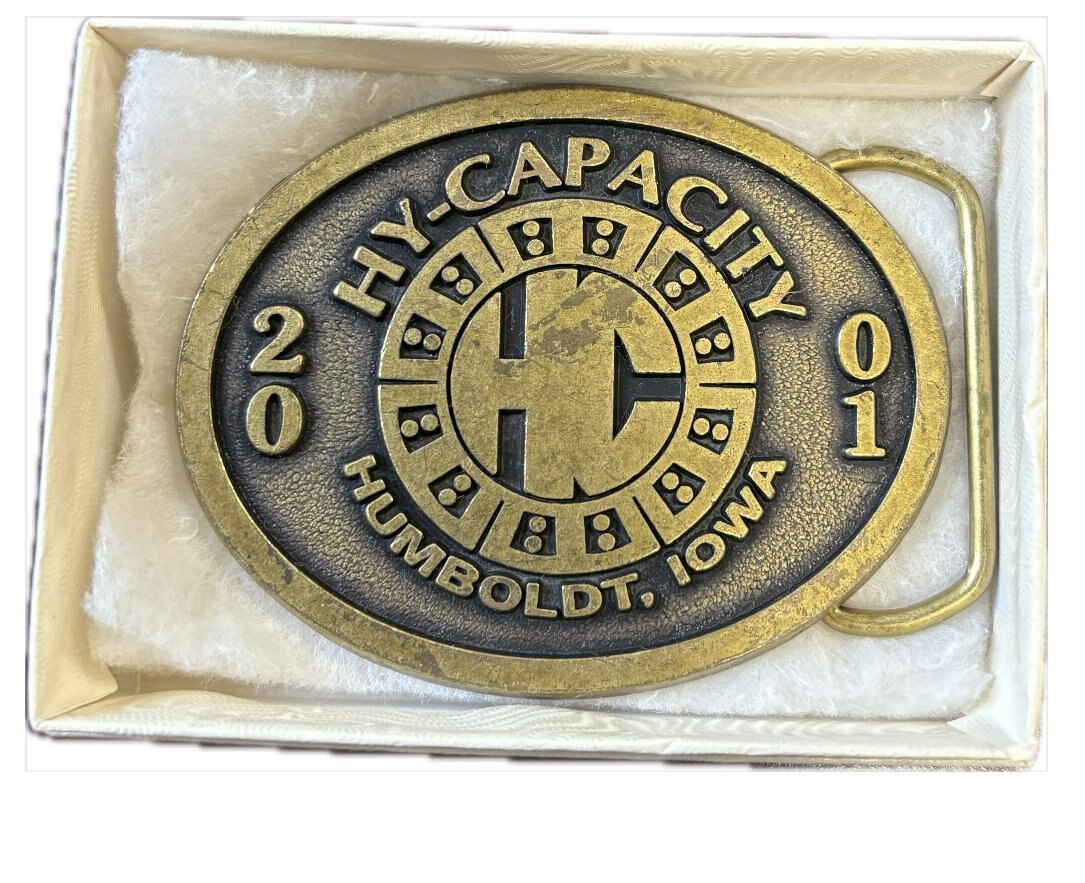 HY-CAPACITY
20
01
HC
HUMBOLDT, IOWA